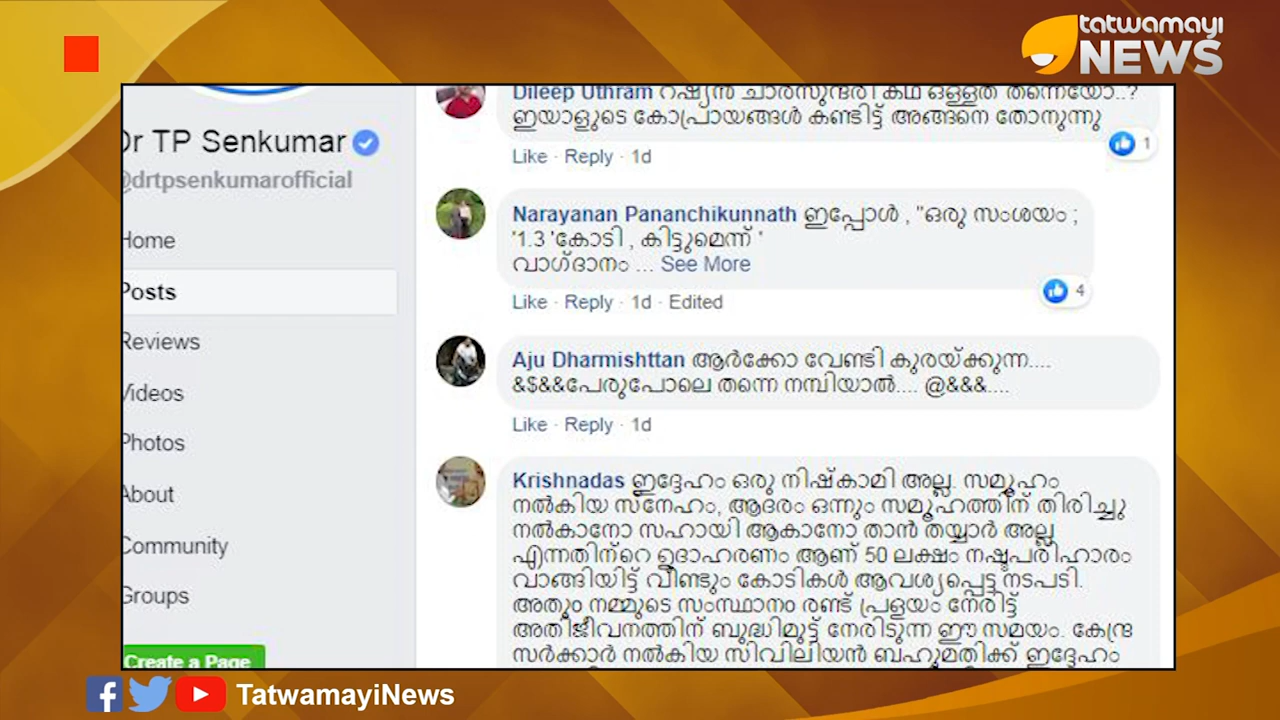 tatwamayi
NEWS
Dr TP Senkumar
@drtpsenkumarofficial
Home
Posts
Reviews
Videos
Photos
About
Community
Groups
Create a Page
Dileep Uthram റഷ്യൻ ചാരസുന്ദരി കഥ ഒള്ളത് തന്നെയോ..?
ഇയാളുടെ കോപ്രായങ്ങൾ കണ്ടിട്ട് അങ്ങനെ തോന്നുന്നു
1
Like · Reply · 1d
Narayanan Pananchikunnath ഇപ്പോൾ , "ഒരു സംശയം ;
'1.3 'കോടി , കിട്ടുമെന്ന് '
വാഗ്ദാനം ... See More
4
Like · Reply · 1d · Edited
Aju Dharmishttan ആർക്കോ വേണ്ടി കുരയ്ക്കുന്ന....
&$&&പേരുപോലെ തന്നെ നമ്പിയാൽ.... @&&&....
Like · Reply · 1d
Krishnadas ഇദ്ദേഹം ഒരു നിഷ്കാമി അല്ല. സമൂഹം
നൽകിയ സ്നേഹം, ആദരം ഒന്നും സമൂഹത്തിന് തിരിച്ചു
നൽകാനോ സഹായി ആകാനോ താൻ തയ്യാർ അല്ല
എന്നതിന്റെ ഉദാഹരണം ആണ് 50 ലക്ഷം നഷ്ടപരിഹാരം
വാങ്ങിയിട്ട് വീണ്ടും കോടികൾ ആവശ്യപ്പെട്ട നടപടി.
അതും നമ്മുടെ സംസ്ഥാനം രണ്ട് പ്രളയം നേരിട്ട്
അതിജീവനത്തിന് ബുദ്ധിമുട്ട് നേരിടുന്ന ഈ സമയം. കേന്ദ്ര
സർക്കാർ നൽകിയ സിവിലിയൻ ബഹുമതിക്ക് ഇദ്ദേഹം
TatwamayiNews